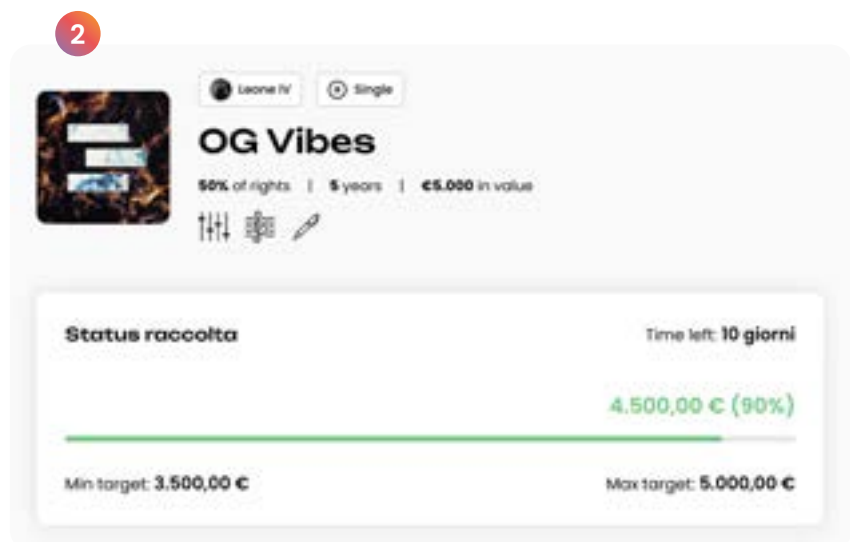 2
Leone IV
Single
OG Vibes
50% of rights | 5 years | €5.000 in value
Status raccolta
Time left: 10 giorni
4.500,00 € (90%)
Min target: 3.500,00 €
Max target: 5.000,00 €